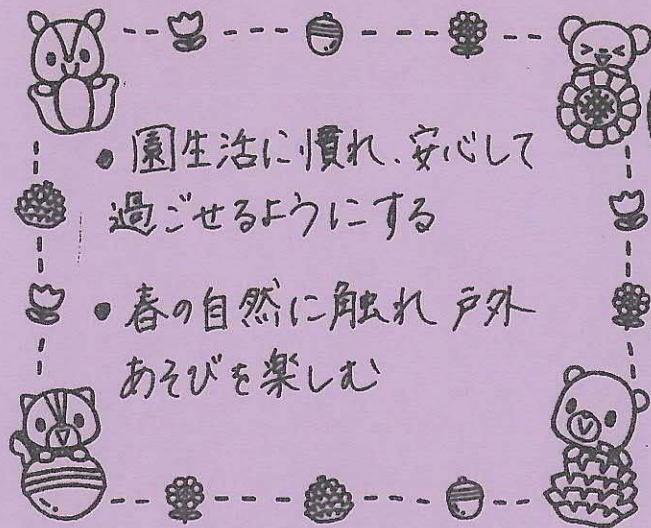 • 園生活に慣れ、安心して
過ごせるようにする
• 春の自然に触れ 戸外
あそびを楽しむ